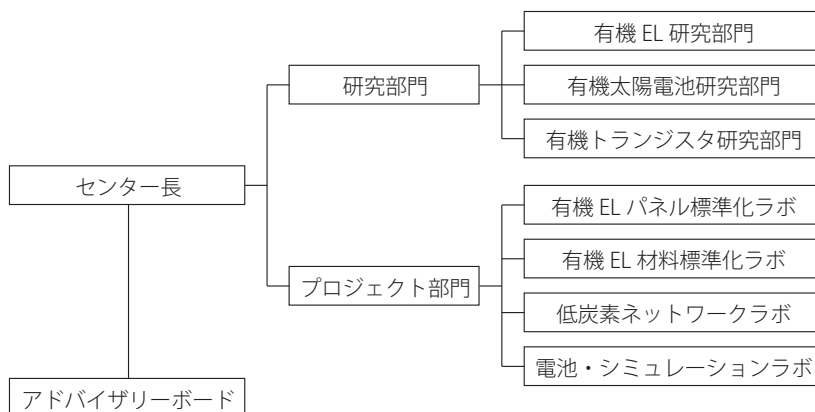 有機 EL 研究部門
研究部門
有機太陽電池研究部門
有機トランジスタ研究部門
センター長
有機 EL パネル標準化ラボ
有機 EL 材料標準化ラボ
プロジェクト部門
低炭素ネットワークラボ
電池・シミュレーションラボ
アドバイザリーボード